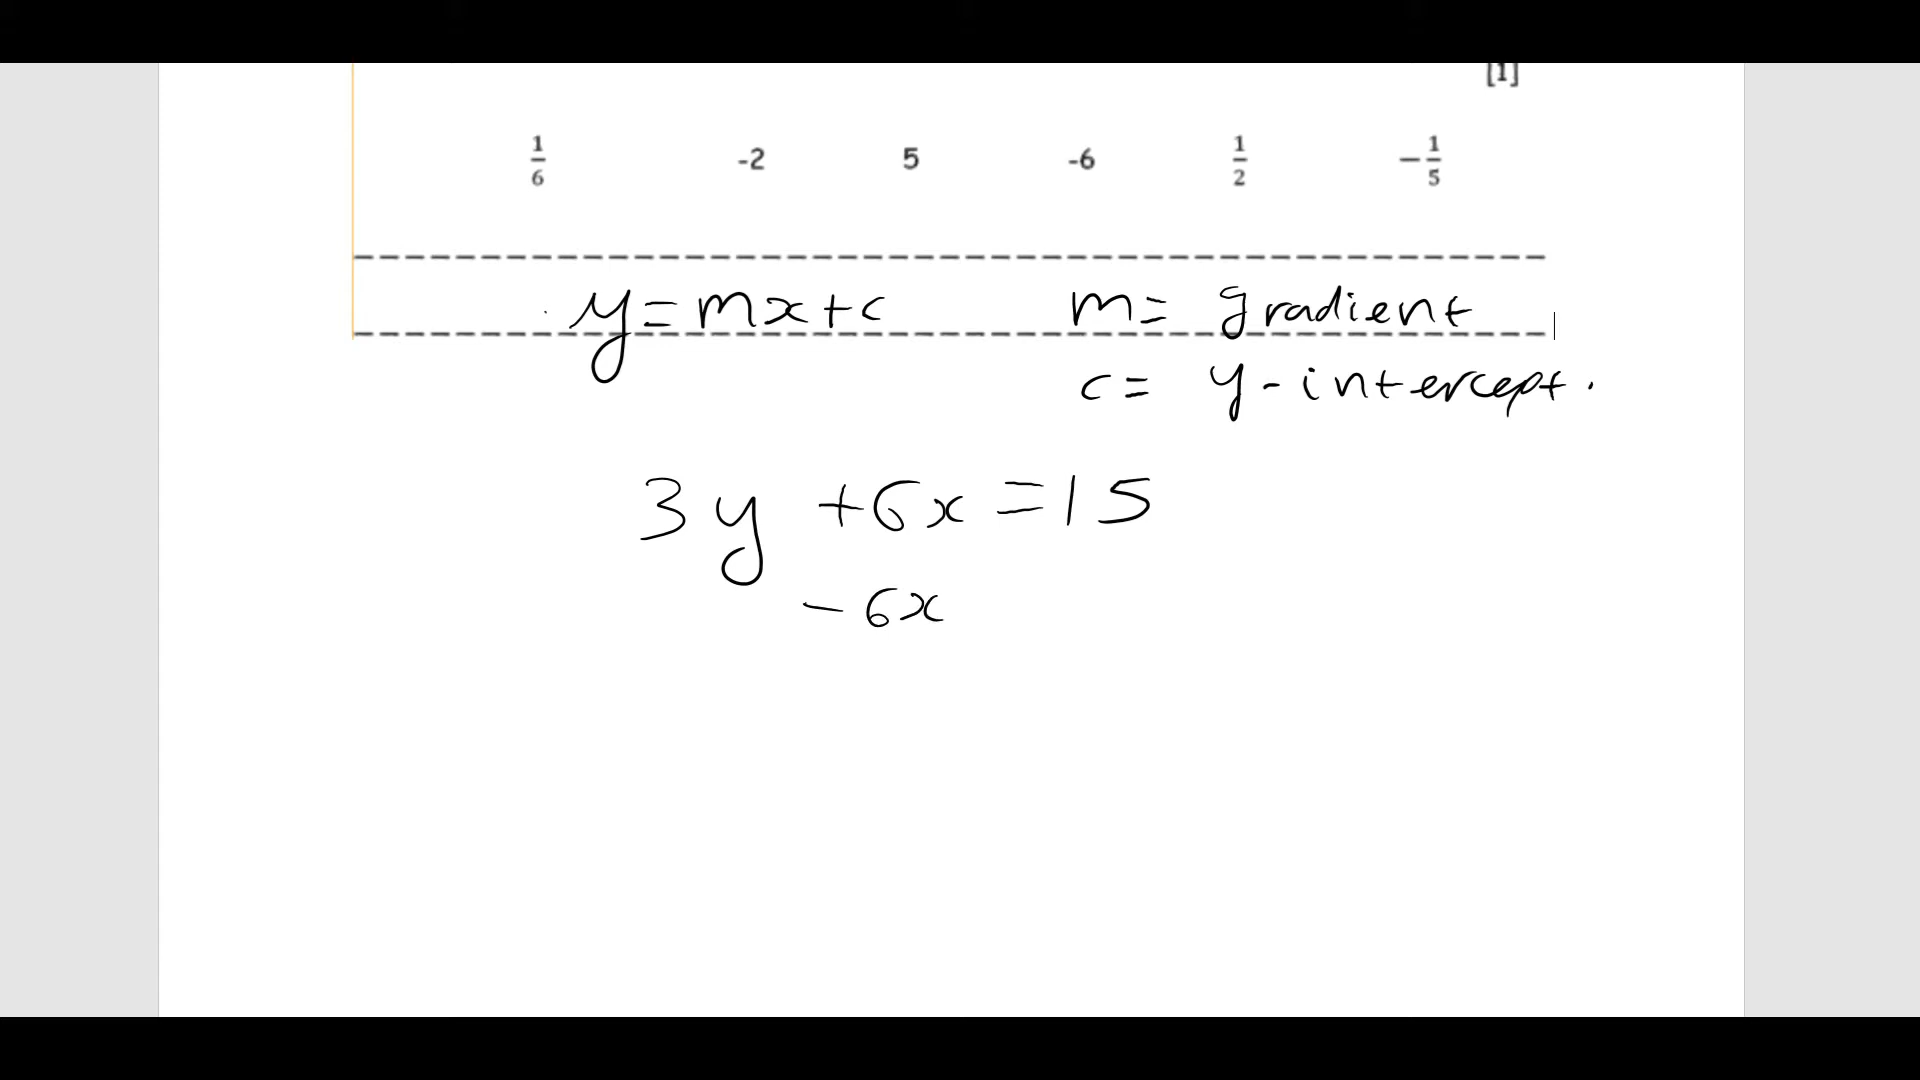 [1]
1/6 -2 5 -6 1/2 -1/5
y=mx+c m= gradient
c= y-intercept.
3y +6x =15
-6x